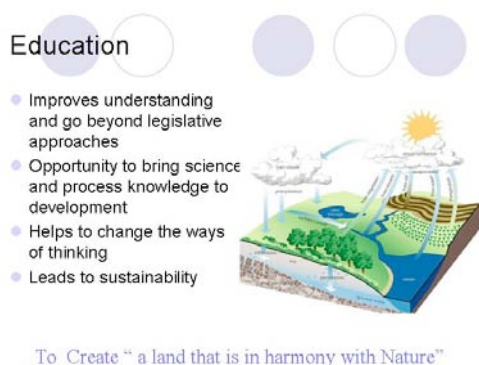 Education
Improves understanding
and go beyond legislative
approaches
Opportunity to bring science
and process knowledge to
development
Helps to change the ways
of thinking
Leads to sustainability
To Create “ a land that is in harmony with Nature”